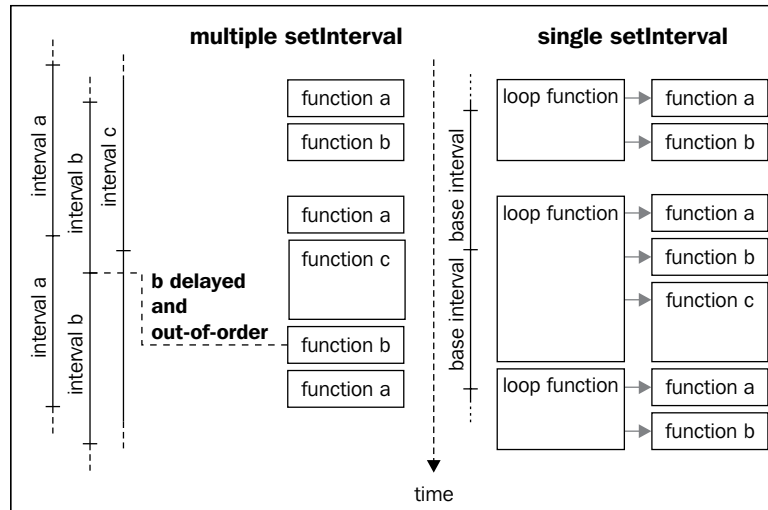 multiple setInterval
single setInterval
interval a
interval b
interval c
interval a
interval b
function a
function b
function a
function c
b delayed
and
out-of-order
function b
function a
time
base interval
base interval
loop function
function a
function b
loop function
function a
function b
function c
loop function
function a
function b